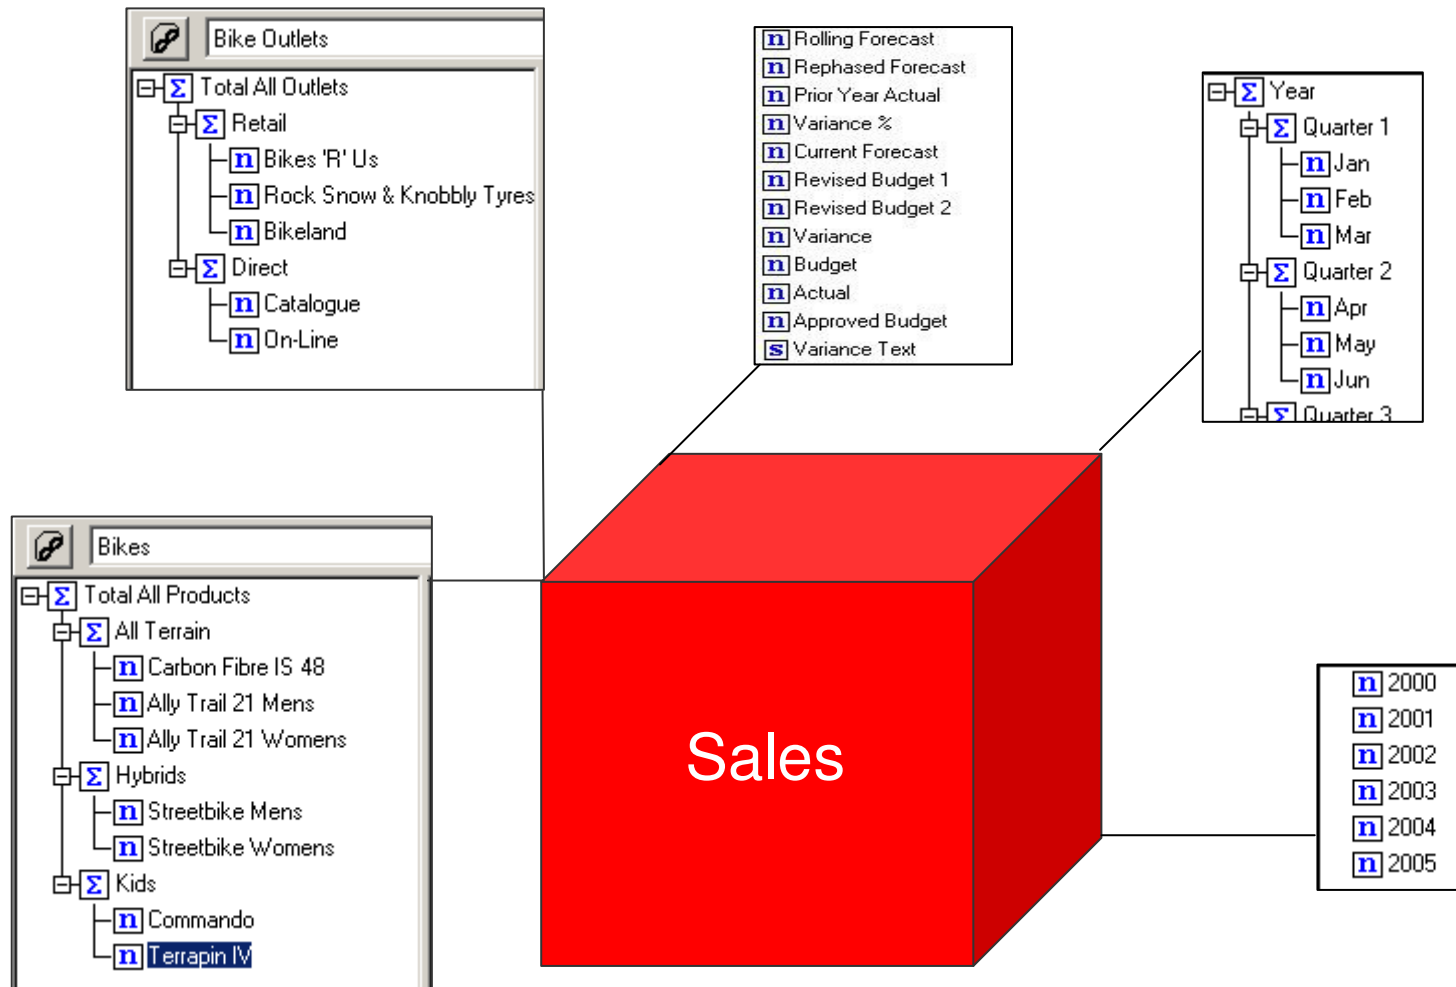 Bike Outlets
Σ Total All Outlets
Σ Retail
n Bikes 'R' Us
n Rock Snow & Knobbly Tyres
n Bikeland
Σ Direct
n Catalogue
n On-Line
n Rolling Forecast
n Rephased Forecast
n Prior Year Actual
n Variance %
n Current Forecast
n Revised Budget 1
n Revised Budget 2
n Variance
n Budget
n Actual
n Approved Budget
s Variance Text
Σ Year
Σ Quarter 1
n Jan
n Feb
n Mar
Σ Quarter 2
n Apr
n May
n Jun
Σ Quarter 3
Bikes
Σ Total All Products
Σ All Terrain
n Carbon Fibre IS 48
n Ally Trail 21 Mens
n Ally Trail 21 Womens
Σ Hybrids
n Streetbike Mens
n Streetbike Womens
Σ Kids
n Commando
n Terrapin IV
Sales
n 2000
n 2001
n 2002
n 2003
n 2004
n 2005